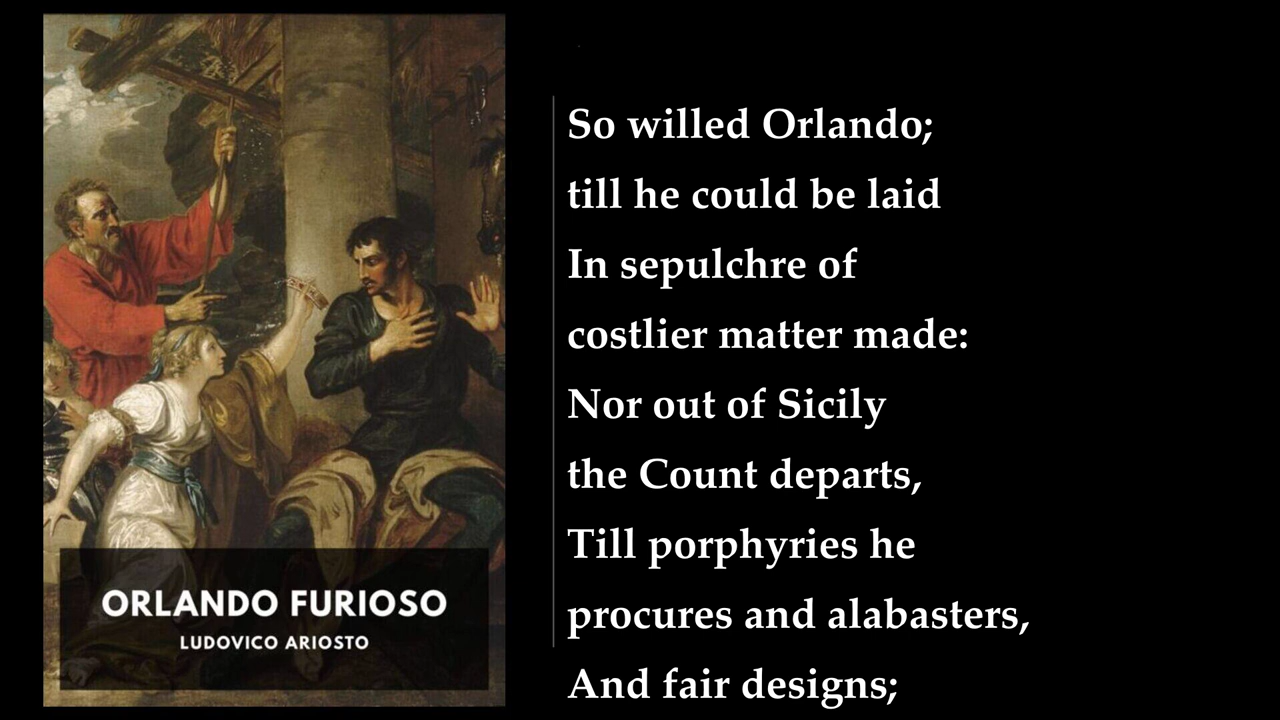 ORLANDO FURIOSO
LUDOVICO ARIOSTO
So willed Orlando;
till he could be laid
In sepulchre of
costlier matter made:
Nor out of Sicily
the Count departs,
Till porphyries he
procures and alabasters,
And fair designs;